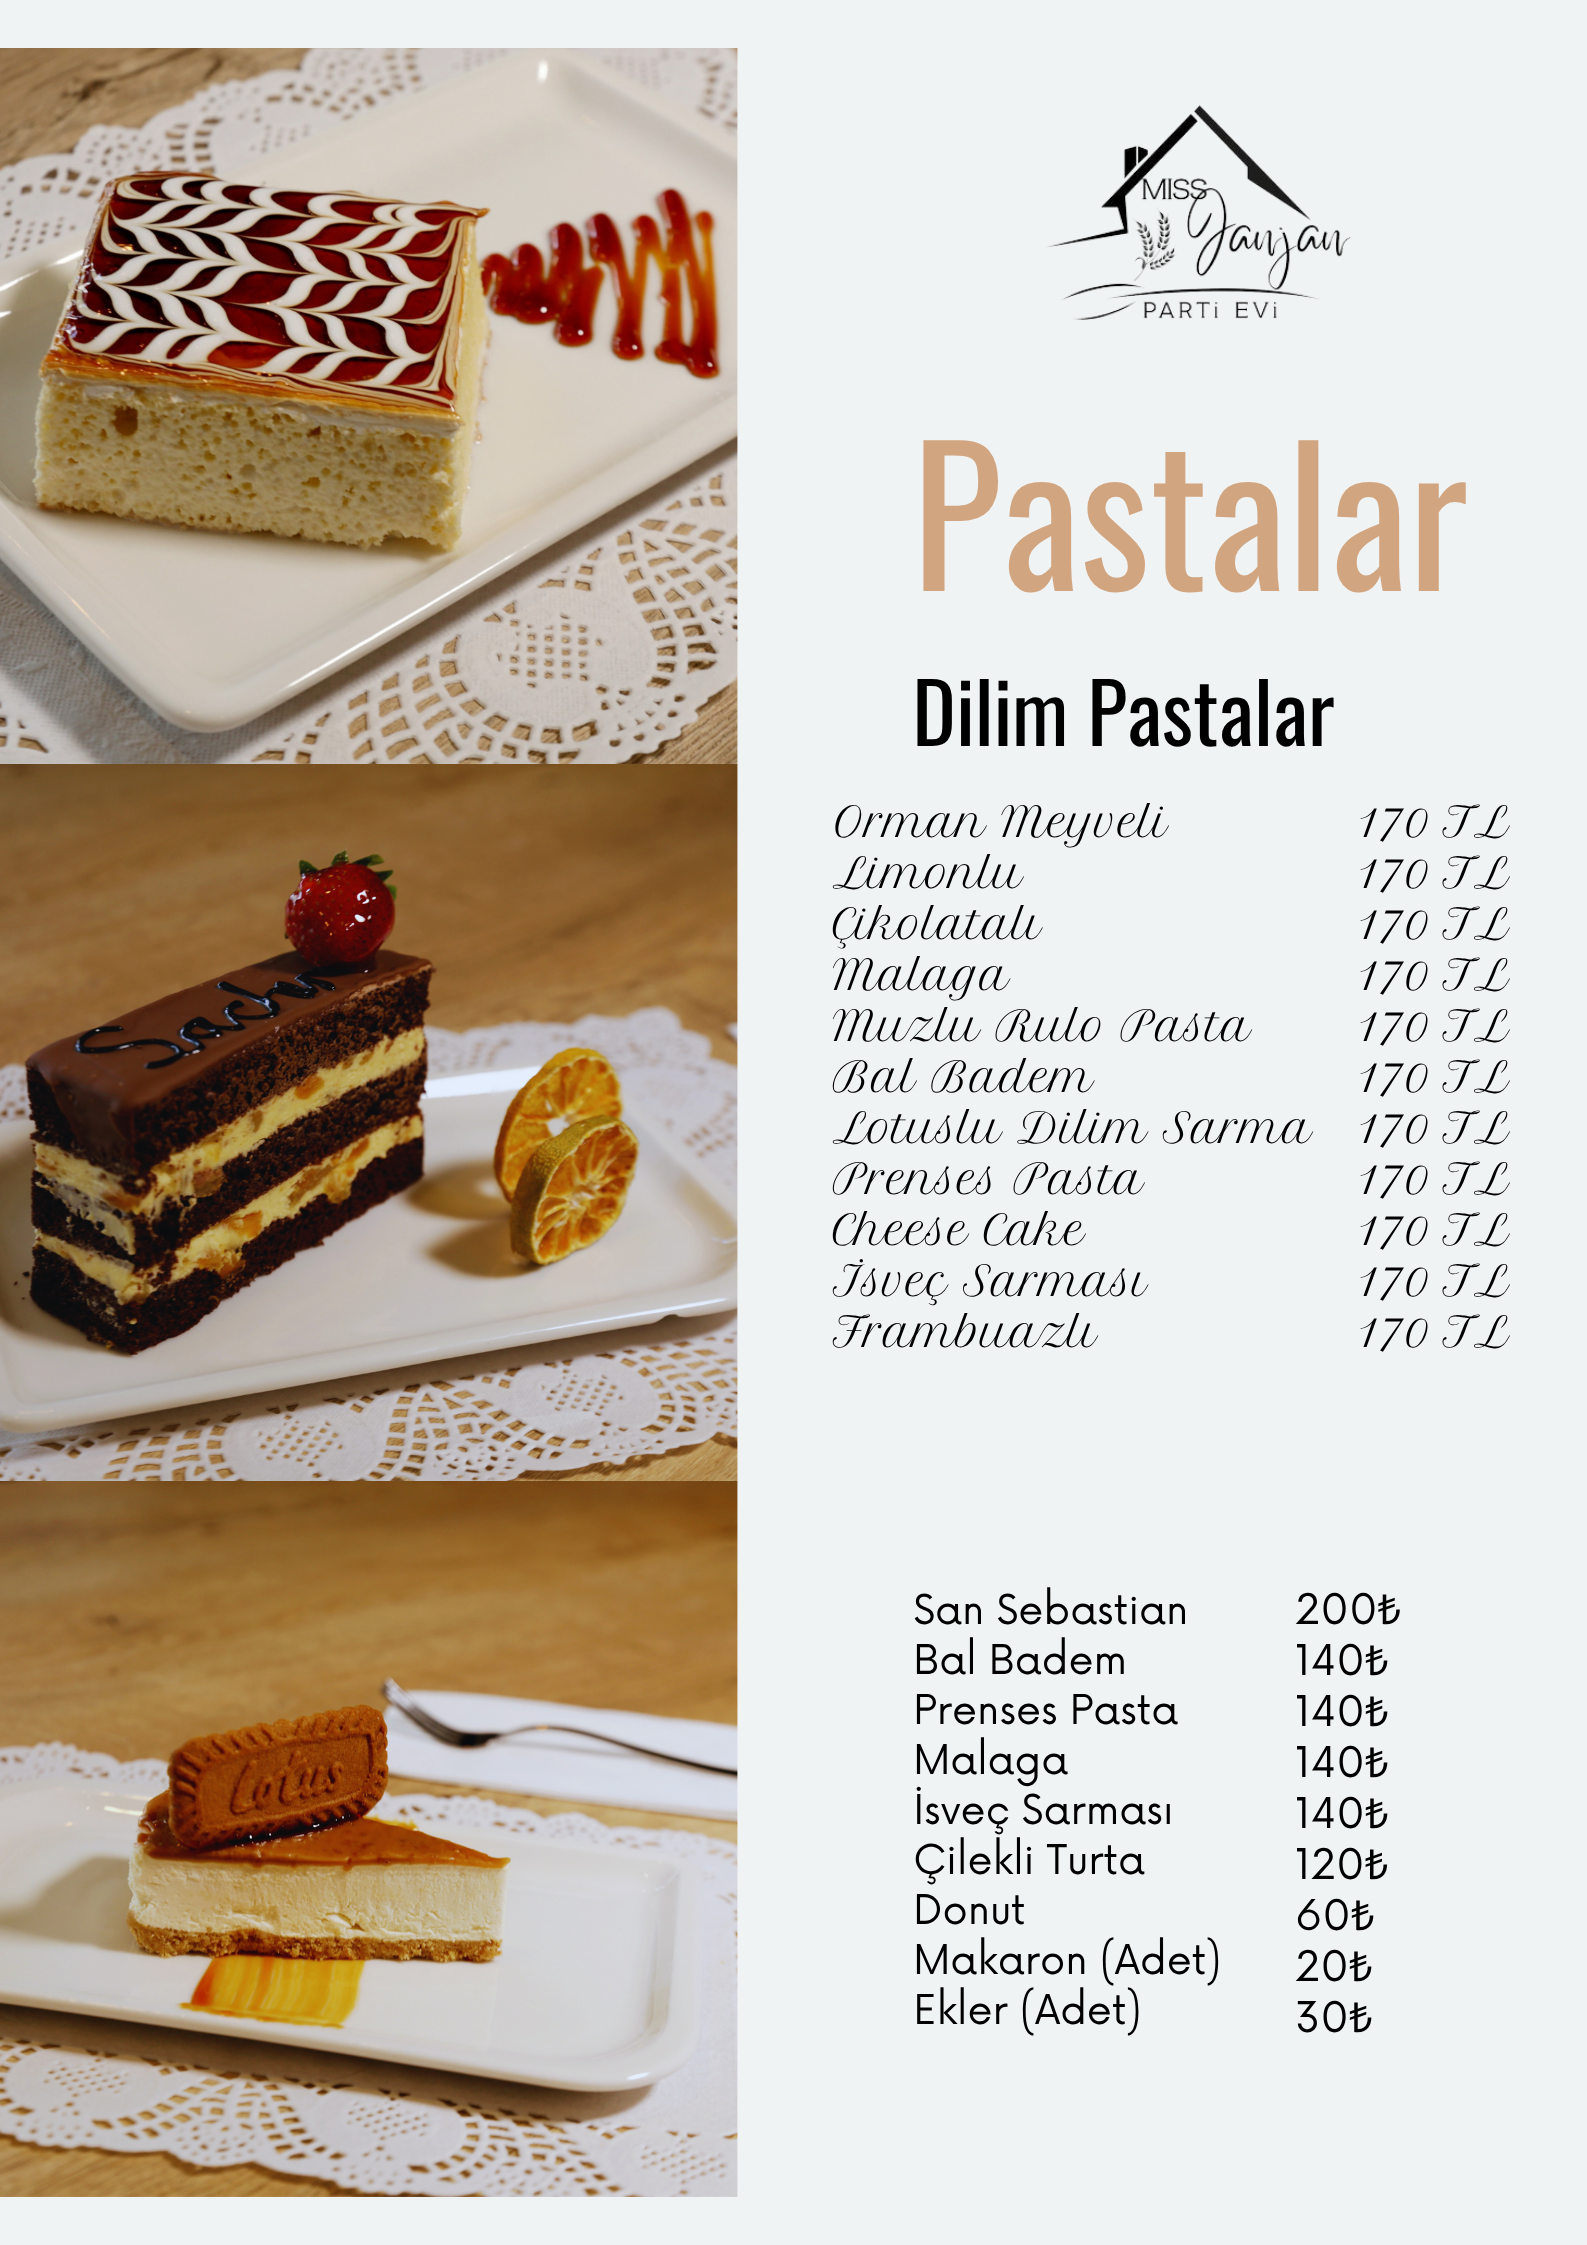 MISS
Janjan
PARTi EVi
Pastalar
Dilim Pastalar
Orman Meyveli 170 TL
Limonlu 170 TL
Çikolatalı 170 TL
Malaga 170 TL
Muzlu Rulo Pasta 170 TL
Bal Badem 170 TL
Lotuslu Dilim Sarma 170 TL
Prenses Pasta 170 TL
Cheese Cake 170 TL
İsveç Sarması 170 TL
Frambuazlı 170 TL
San Sebastian 200₺
Bal Badem 140₺
Prenses Pasta 140₺
Malaga 140₺
İsveç Sarması 140₺
Çilekli Turta 120₺
Donut 60₺
Makaron (Adet) 20₺
Ekler (Adet) 30₺
Lotus